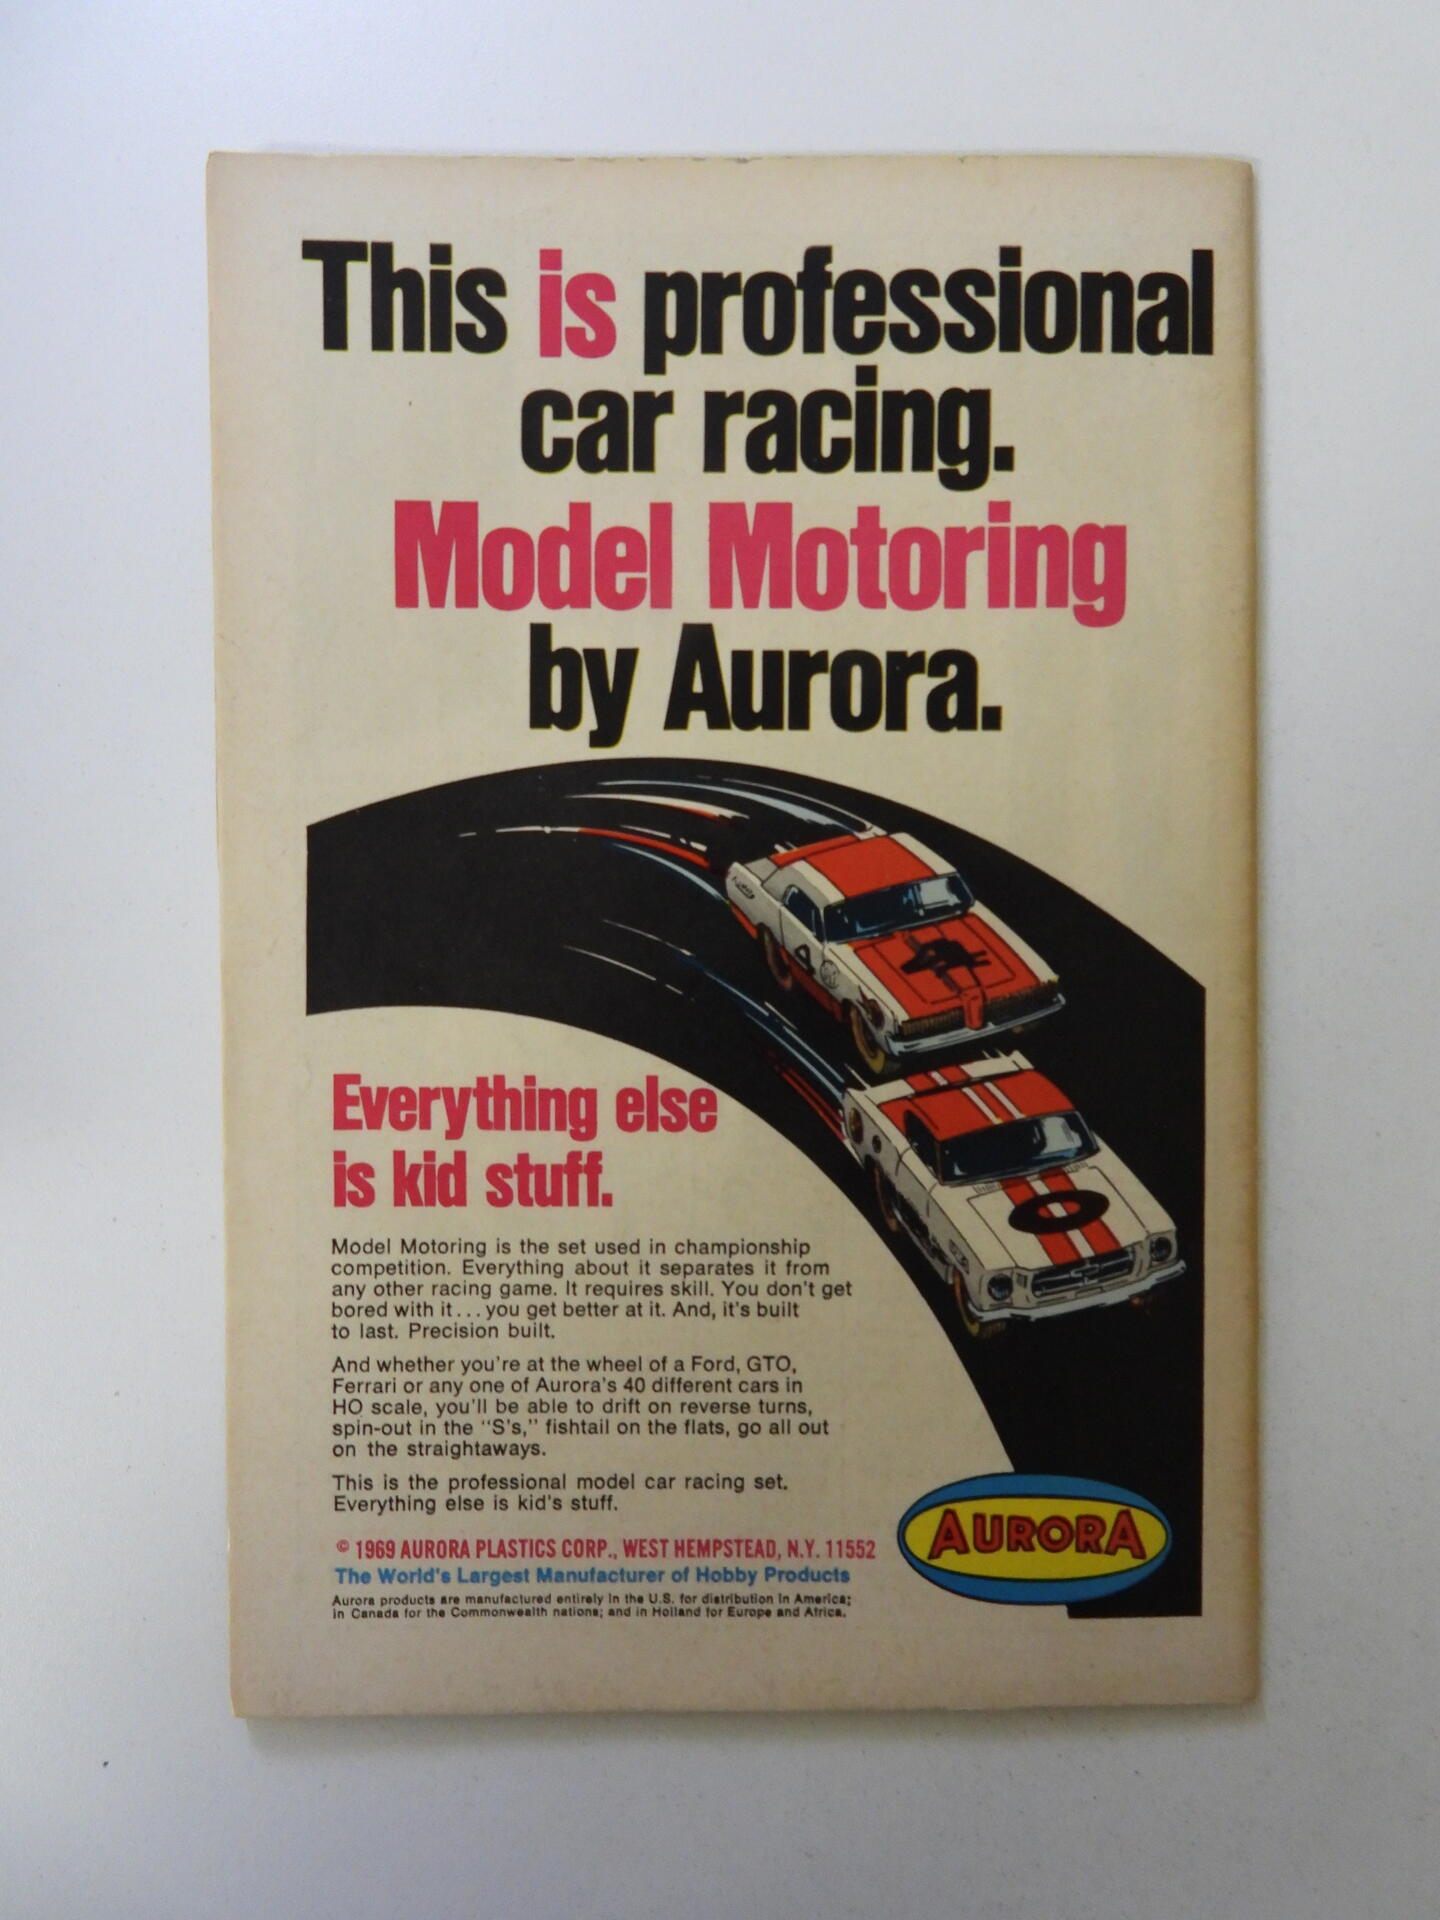 This is professional
car racing.
Model Motoring
by Aurora.
4
4
0
Everything else
is kid stuff.
Model Motoring is the set used in championship
competition. Everything about it separates it from
any other racing game. It requires skill. You don't get
bored with it...you get better at it. And, it's built
to last. Precision built.
And whether you're at the wheel of a Ford, GTO,
Ferrari or any one of Aurora's 40 different cars in
HO scale, you'll be able to drift on reverse turns,
spin-out in the "S's," fishtail on the flats, go all out
on the straightaways.
This is the professional model car racing set.
Everything else is kid's stuff.
© 1969 AURORA PLASTICS CORP., WEST HEMPSTEAD, N.Y. 11552
The World's Largest Manufacturer of Hobby Products
Aurora products are manufactured entirely in the U.S. for distribution in America;
in Canada for the Commonwealth nations; and in Holland for Europe and Africa.
AURORA